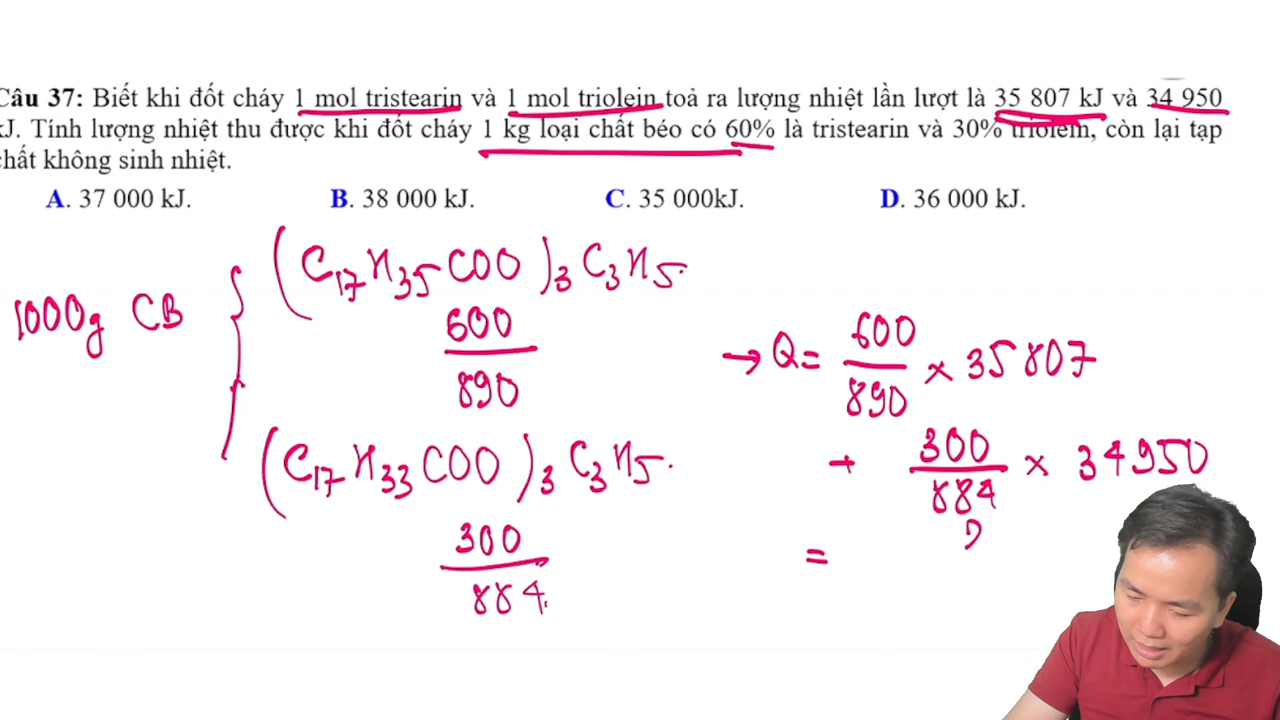 Câu 37: Biết khi đốt cháy 1 mol tristearin và 1 mol triolein toả ra lượng nhiệt lần lượt là 35 807 kJ và 34 950
kJ. Tính lượng nhiệt thu được khi đốt cháy 1 kg loại chất béo có 60% là tristearin và 30% triolein, còn lại tạp
chất không sinh nhiệt.
A. 37 000 kJ. B. 38 000 kJ. C. 35 000kJ. D. 36 000 kJ.
1000g CB { (C17H35COO)3C3H5.
600
890
(C17H33COO)3C3H5.
300
884.
→ Q = 600/890 × 35807
+ 300/884 × 34950
=